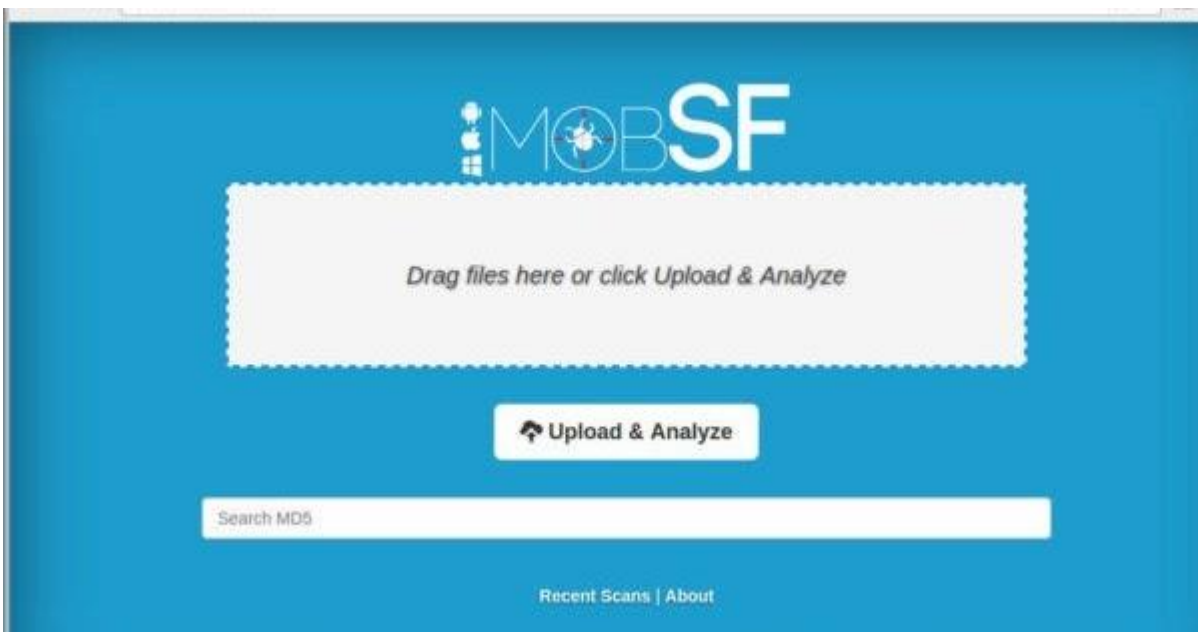 MOBSF
Drag files here or click Upload & Analyze
Upload & Analyze
Search MD5
Recent Scans | About